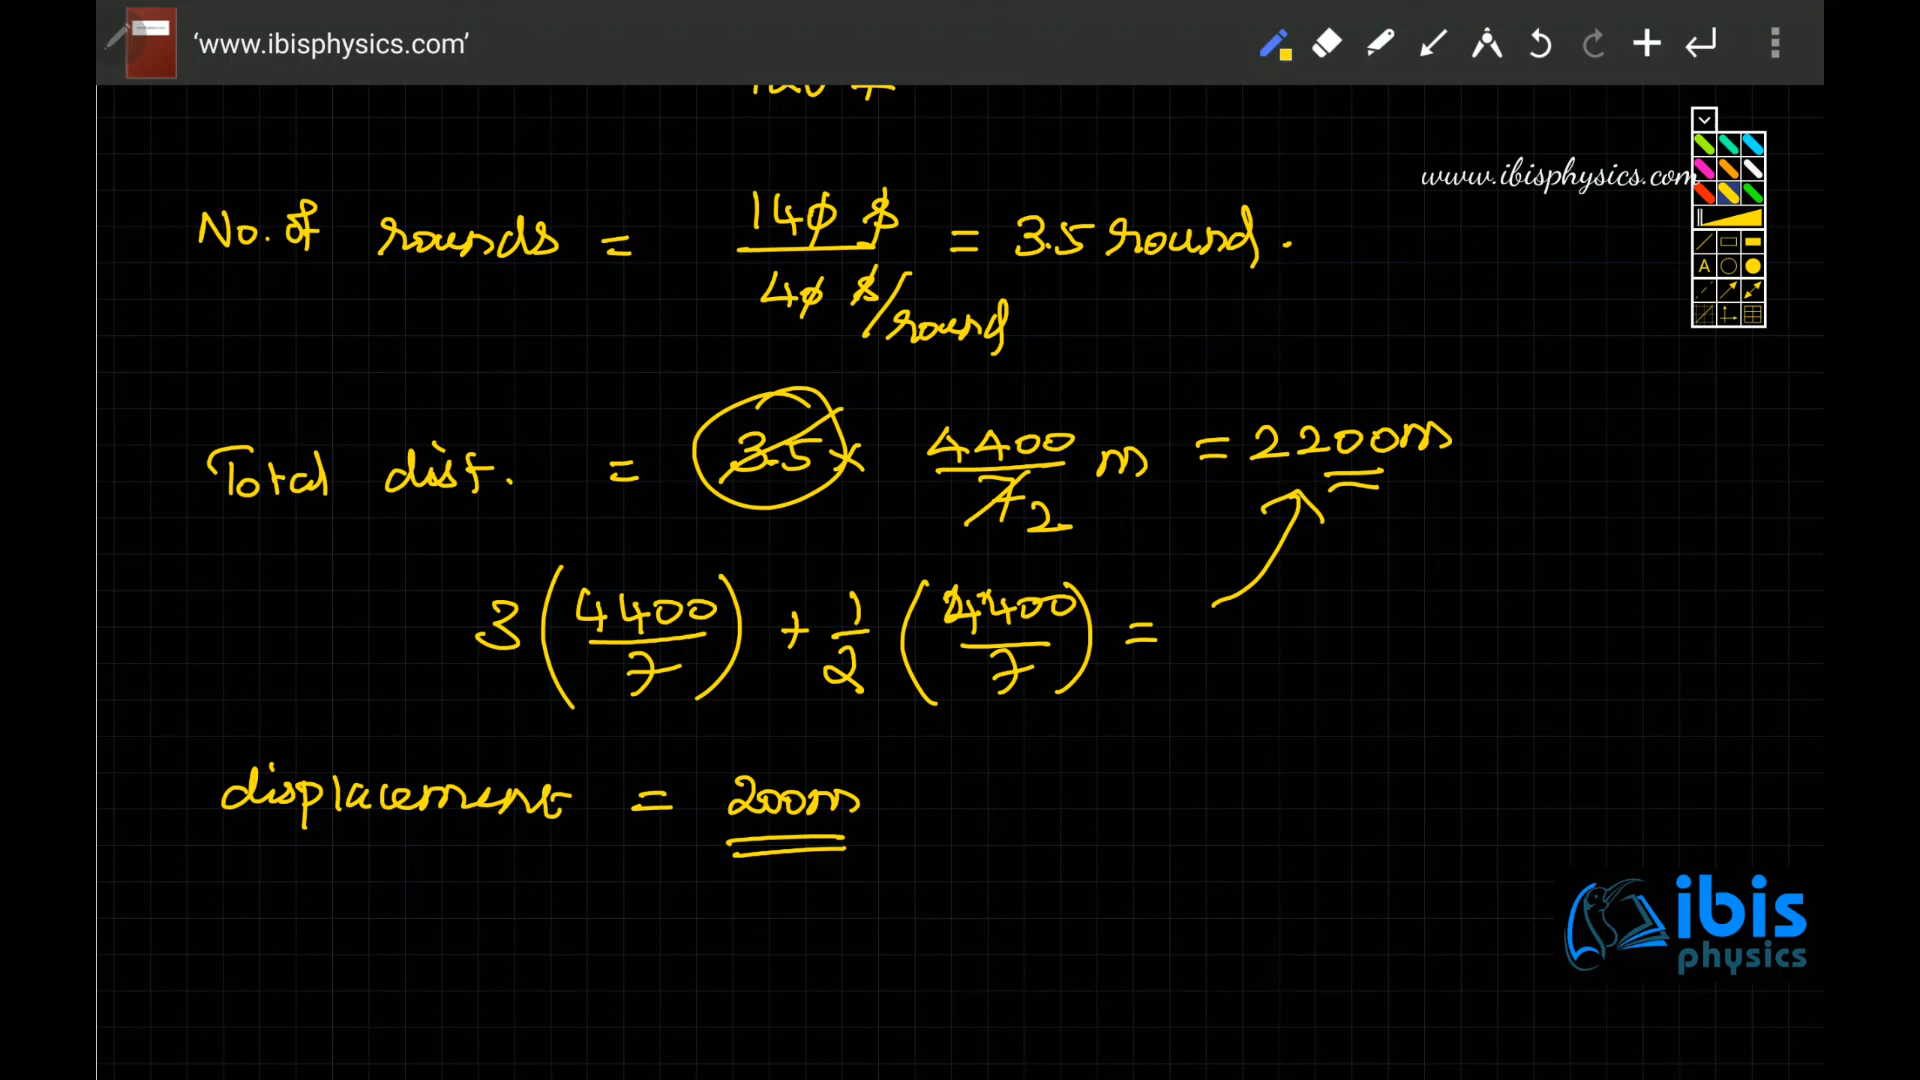 ‘www.ibisphysics.com’
www.ibisphysics.com
No. of rounds = 140 s / 40 s/round = 3.5 round.
Total dist. = 3.5 × 4400/7 2 m = 2200m
3 (4400/7) + 1/2 (4400/7) =
displacement = 200m
A
ibis
physics